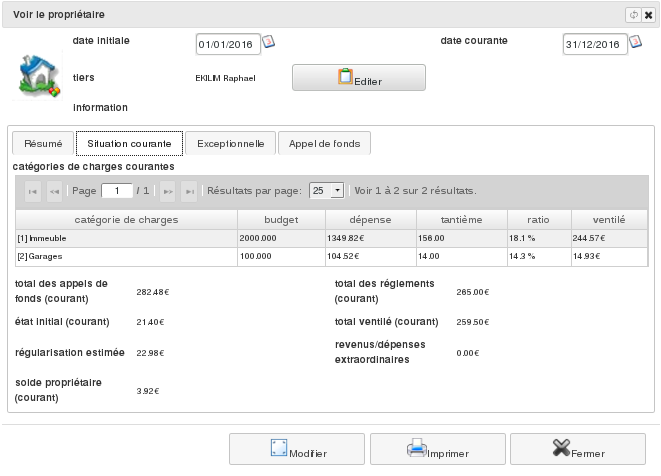 Voir le propriétaire
date initiale 01/01/2016 date courante 31/12/2016
tiers EKILIM Raphael Editer
information
Résumé Situation courante Exceptionnelle Appel de fonds
catégories de charges courantes
Page 1 / 1 Résultats par page: 25 Voir 1 à 2 sur 2 résultats.
catégorie de charges budget dépense tantième ratio ventilé
[1] Immeuble 2000.000 1349.82€ 156.00 18.1 % 244.57€
[2] Garages 100.000 104.52€ 14.00 14.3 % 14.93€
total des appels de fonds (courant) 282.48€ total des réglements (courant) 265.00€
état initial (courant) 21.40€ total ventilé (courant) 259.50€
régularisation estimée 22.98€ revenus/dépenses extraordinaires 0.00€
solde propriétaire (courant) 3.92€
Modifier Imprimer Fermer